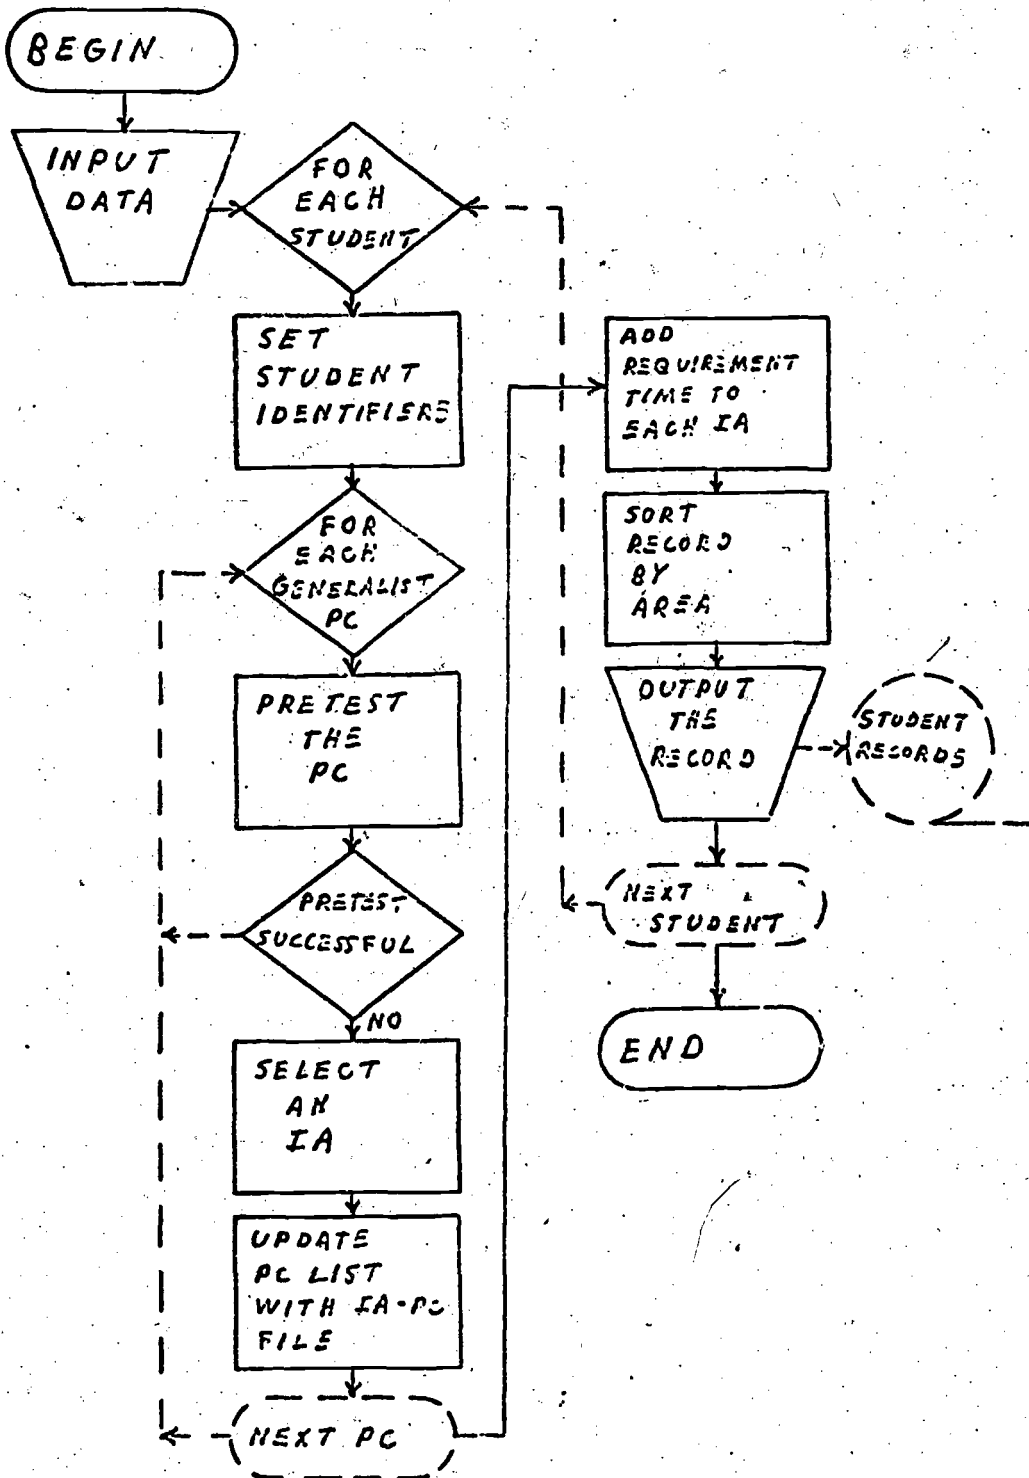 BEGIN
INPUT
DATA
FOR
EACH
STUDENT
SET
STUDENT
IDENTIFIERS
FOR
EACH
GENERALIST
PC
PRETEST
THE
PC
PRETEST
SUCCESSFUL
NO
SELECT
AN
IA
UPDATE
PC LIST
WITH IA-PC
FILE
NEXT PC
ADD
REQUIREMENT
TIME TO
EACH IA
SORT
RECORD
BY
AREA
OUTPUT
THE
RECORD
STUDENT
RECORDS
NEXT
STUDENT
END